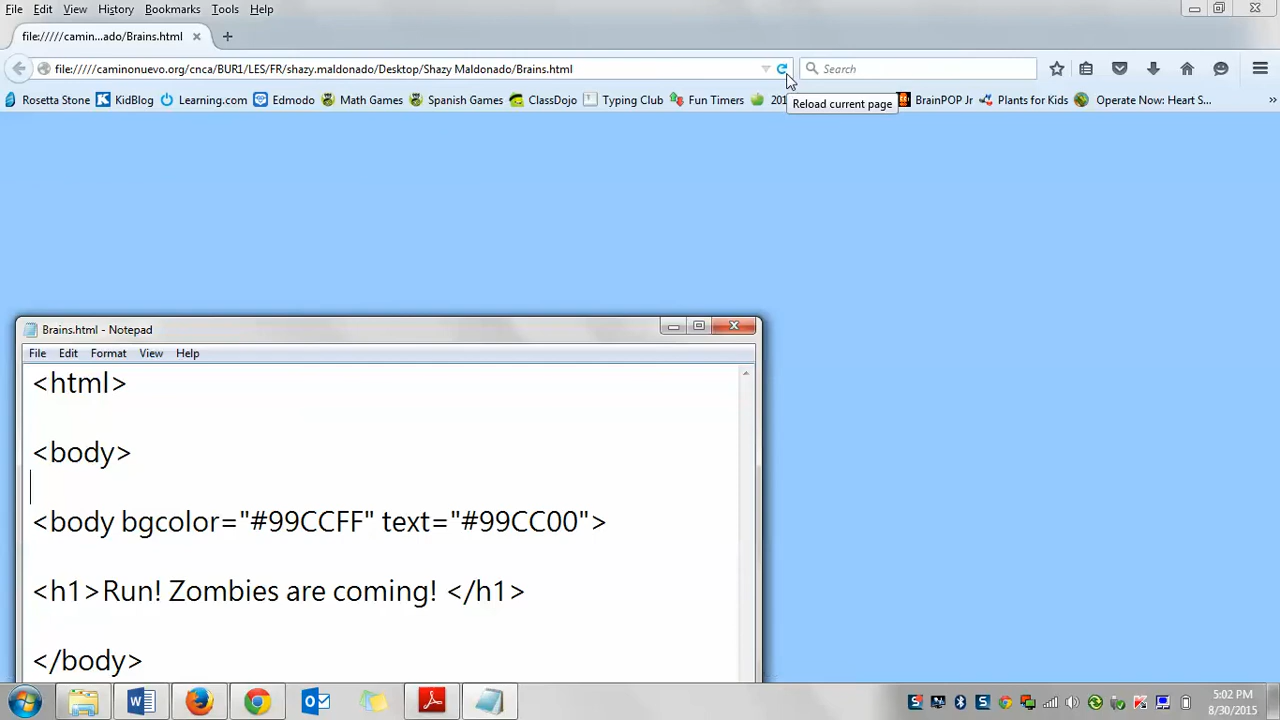 File Edit View History Bookmarks Tools Help
file://///camin...ado/Brains.html × +
file://///caminonuevo.org/cnca/BUR1/LES/FR/shazy.maldonado/Desktop/Shazy Maldonado/Brains.html Search
Rosetta Stone KidBlog Learning.com Edmodo Math Games Spanish Games ClassDojo Typing Club Fun Timers 201 BrainPOP Jr Plants for Kids Operate Now: Heart S... »
Reload current page
Brains.html - Notepad
File Edit Format View Help
<html>
<body>
<body bgcolor="#99CCFF" text="#99CC00">
<h1>Run! Zombies are coming! </h1>
</body>
5:02 PM
8/30/2015